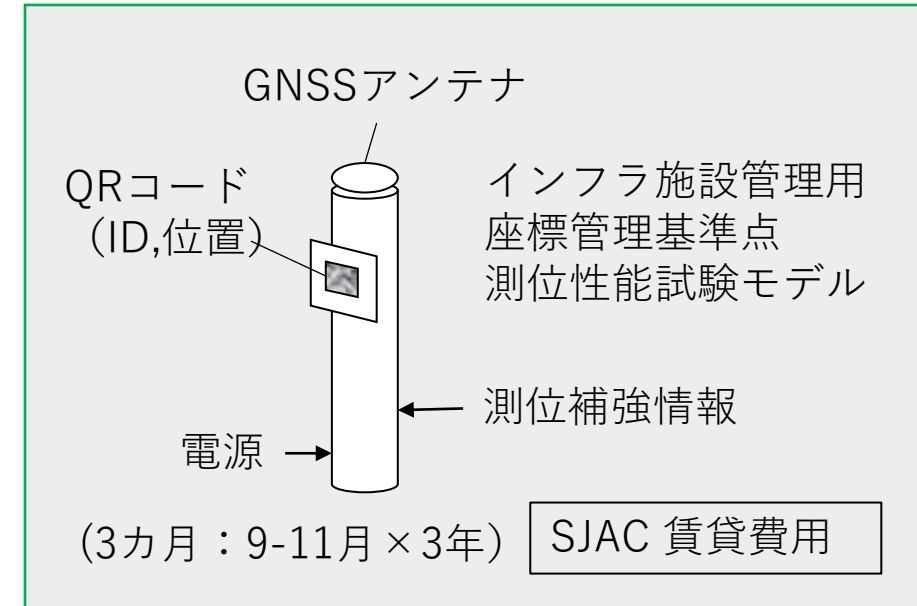 GNSSアンテナ
QRコード
(ID,位置)
インフラ施設管理用
座標管理基準点
測位性能試験モデル
測位補強情報
電源
(3カ月：9-11月×3年)
SJAC 賃貸費用